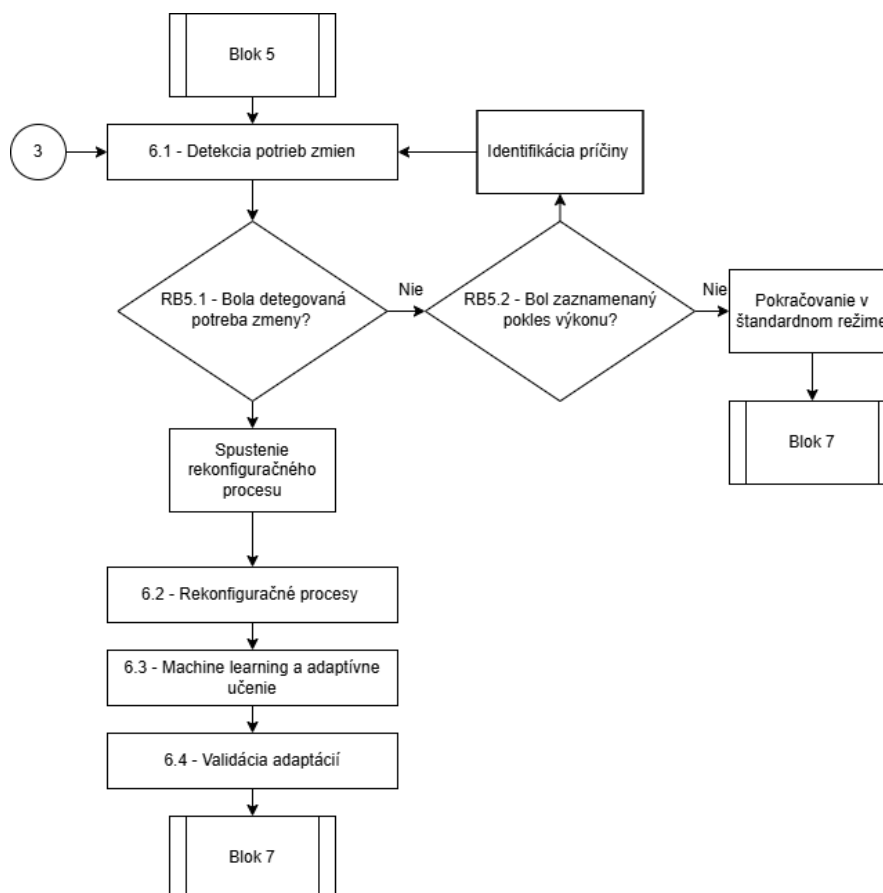 Blok 5
3
6.1 - Detekcia potrieb zmien
Identifikácia príčiny
RB5.1 - Bola detegovaná
potreba zmeny?
Nie
RB5.2 - Bol zaznamenaný
pokles výkonu?
Nie
Pokračovanie v
štandardnom režime
Blok 7
Spustenie
rekonfiguračného
procesu
6.2 - Rekonfiguračné procesy
6.3 - Machine learning a adaptívne
učenie
6.4 - Validácia adaptácií
Blok 7